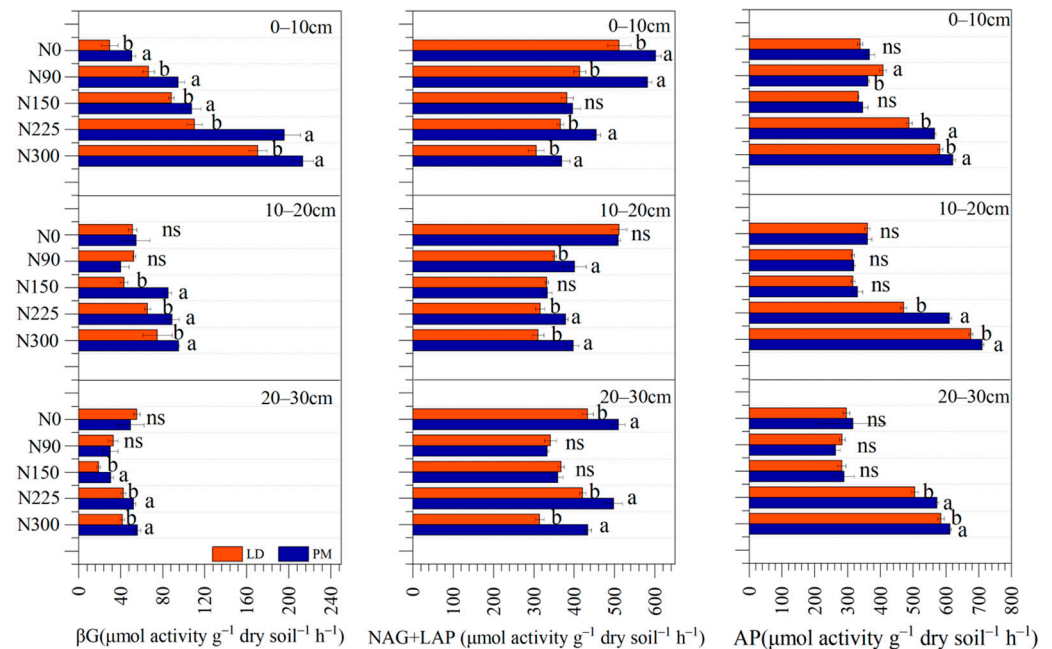 0–10cm
N0
b
a
N90
b
a
N150
b
a
N225
b
a
N300
b
a
10–20cm
N0
ns
N90
ns
N150
b
a
N225
b
a
N300
b
a
20–30cm
N0
ns
N90
ns
N150
b
a
N225
b
a
N300
b
a
LD
PM
0
40
80
120
160
200
240
βG(μmol activity g⁻¹ dry soil⁻¹ h⁻¹)
0–10cm
b
a
b
a
ns
b
a
b
a
10–20cm
ns
b
a
ns
b
a
b
a
20–30cm
b
a
ns
ns
b
a
b
a
0
100
200
300
400
500
600
NAG+LAP (μmol activity g⁻¹ dry soil⁻¹ h⁻¹)
0–10cm
ns
a
b
ns
b
a
b
a
10–20cm
ns
ns
ns
b
a
b
a
20–30cm
ns
ns
ns
b
a
b
a
0
100
200
300
400
500
600
700
800
AP(μmol activity g⁻¹ dry soil⁻¹ h⁻¹)